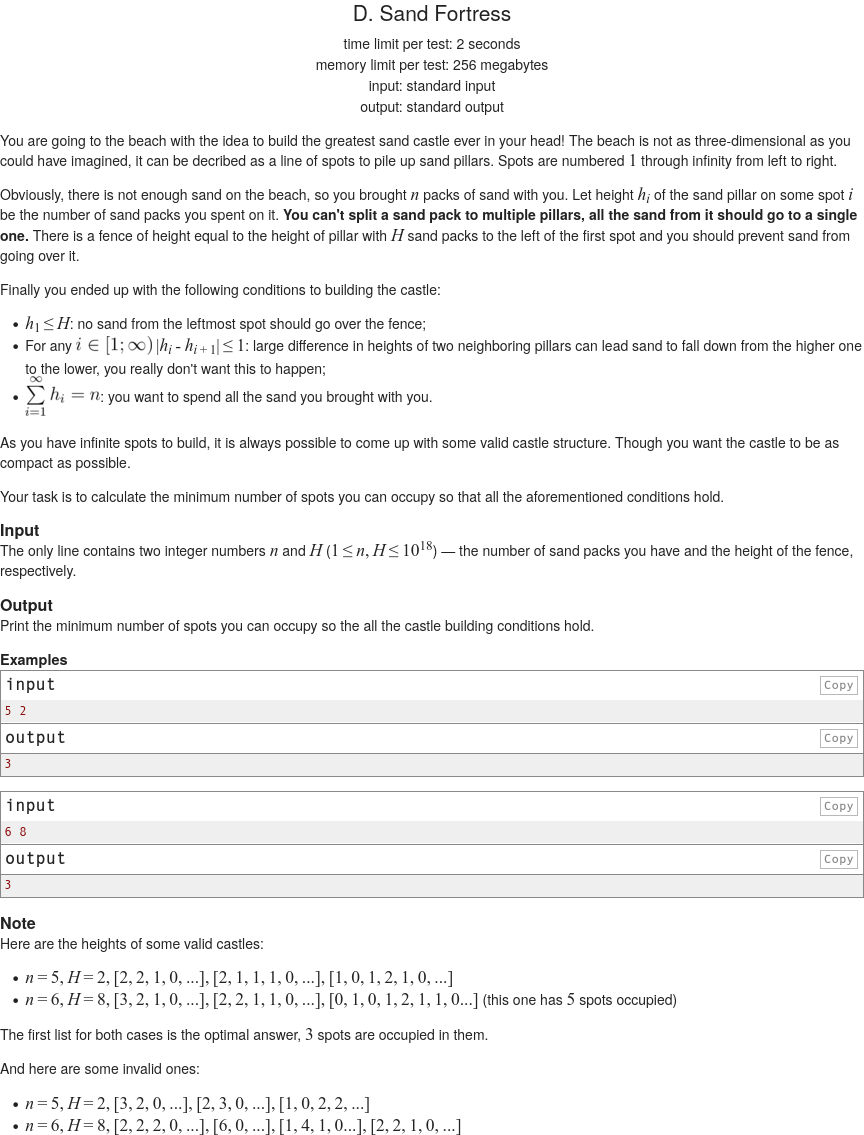 D. Sand Fortress
time limit per test: 2 seconds
memory limit per test: 256 megabytes
input: standard input
output: standard output
You are going to the beach with the idea to build the greatest sand castle ever in your head! The beach is not as three-dimensional as you
could have imagined, it can be decribed as a line of spots to pile up sand pillars. Spots are numbered 1 through infinity from left to right.
Obviously, there is not enough sand on the beach, so you brought n packs of sand with you. Let height h_i of the sand pillar on some spot i
be the number of sand packs you spent on it. You can't split a sand pack to multiple pillars, all the sand from it should go to a single
one. There is a fence of height equal to the height of pillar with H sand packs to the left of the first spot and you should prevent sand from
going over it.
Finally you ended up with the following conditions to building the castle:
• h_1 ≤ H: no sand from the leftmost spot should go over the fence;
• For any i ∈ [1; ∞) |h_i - h_{i + 1}| ≤ 1: large difference in heights of two neighboring pillars can lead sand to fall down from the higher one
to the lower, you really don't want this to happen;
• \sum_{i=1}^{∞} h_i = n: you want to spend all the sand you brought with you.
As you have infinite spots to build, it is always possible to come up with some valid castle structure. Though you want the castle to be as
compact as possible.
Your task is to calculate the minimum number of spots you can occupy so that all the aforementioned conditions hold.
Input
The only line contains two integer numbers n and H (1 ≤ n, H ≤ 10^18) — the number of sand packs you have and the height of the fence,
respectively.
Output
Print the minimum number of spots you can occupy so the all the castle building conditions hold.
Examples
input Copy
5 2
output Copy
3
input Copy
6 8
output Copy
3
Note
Here are the heights of some valid castles:
• n = 5, H = 2, [2, 2, 1, 0, ...], [2, 1, 1, 1, 0, ...], [1, 0, 1, 2, 1, 0, ...]
• n = 6, H = 8, [3, 2, 1, 0, ...], [2, 2, 1, 1, 0, ...], [0, 1, 0, 1, 2, 1, 1, 0...] (this one has 5 spots occupied)
The first list for both cases is the optimal answer, 3 spots are occupied in them.
And here are some invalid ones:
• n = 5, H = 2, [3, 2, 0, ...], [2, 3, 0, ...], [1, 0, 2, 2, ...]
• n = 6, H = 8, [2, 2, 2, 0, ...], [6, 0, ...], [1, 4, 1, 0...], [2, 2, 1, 0, ...]